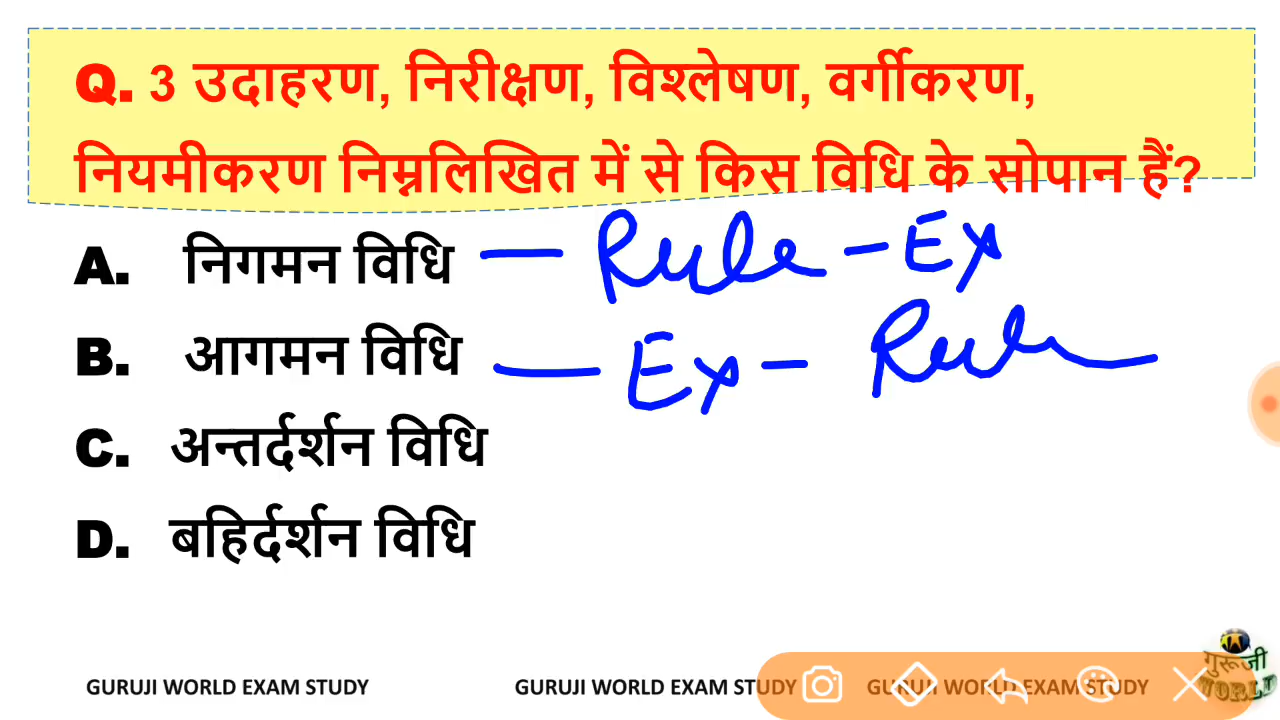 Q. 3 उदाहरण, निरीक्षण, विश्लेषण, वर्गीकरण,
नियमीकरण निम्नलिखित में से किस विधि के सोपान हैं?
A. निगमन विधि — Rule – Ex
B. आगमन विधि — Ex – Rule
C. अन्तर्दर्शन विधि
D. बहिर्दर्शन विधि
गुरूजी
WORLD
GURUJI WORLD EXAM STUDY GURUJI WORLD EXAM STUDY GURUJI WORLD EXAM STUDY